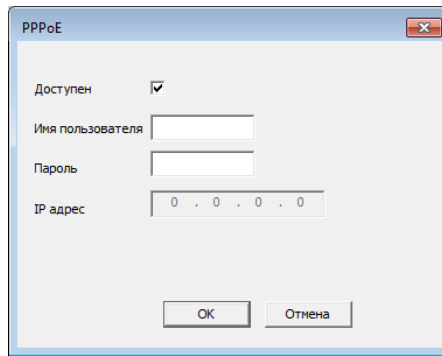 PPPoE
Доступен
Имя пользователя
Пароль
IP адрес 0 . 0 . 0 . 0
OK Отмена